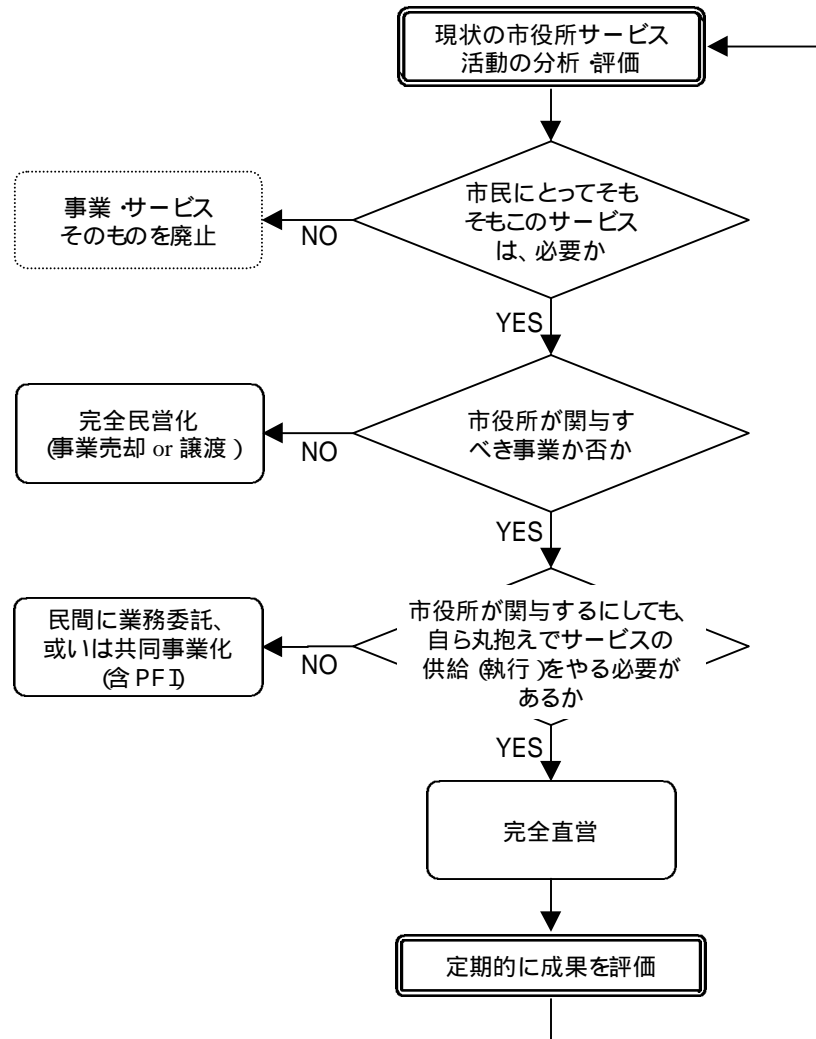 現状の市役所サービス
活動の分析・評価
市民にとってそも
そもこのサービス
は、必要か
事業・サービス
そのものを廃止
NO
YES
市役所が関与す
べき事業か否か
完全民営化
(事業売却 or 譲渡)
NO
YES
市役所が関与するにしても、
自ら丸抱えでサービスの
供給(執行)をやる必要が
あるか
民間に業務委託、
或いは共同事業化
(含 PFI)
NO
YES
完全直営
定期的に成果を評価